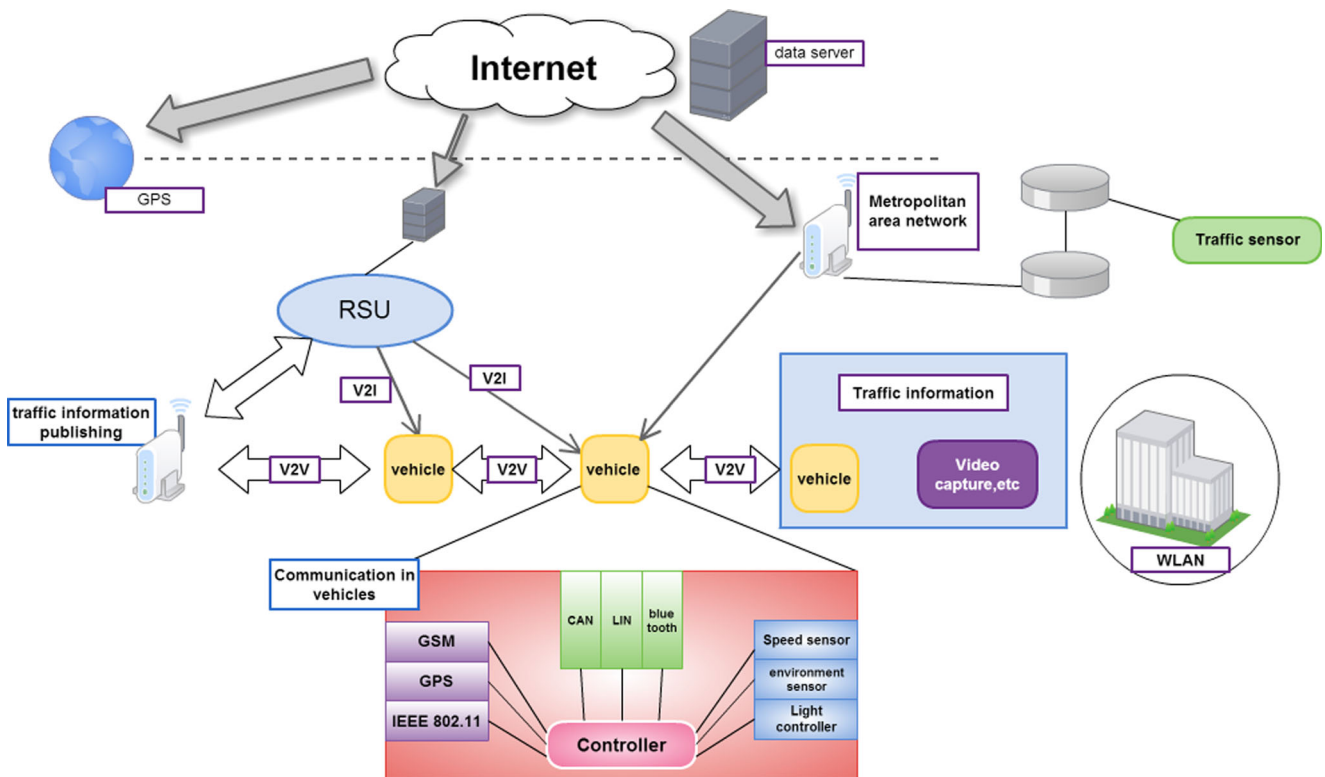 Internet
data server
GPS
Metropolitan
area network
Traffic sensor
RSU
V2I
V2I
traffic information
publishing
Traffic information
V2V
vehicle
V2V
vehicle
V2V
vehicle
Video
capture,etc
WLAN
Communication in
vehicles
CAN
LIN
blue
tooth
GSM
GPS
IEEE 802.11
Speed sensor
environment
sensor
Light
controller
Controller